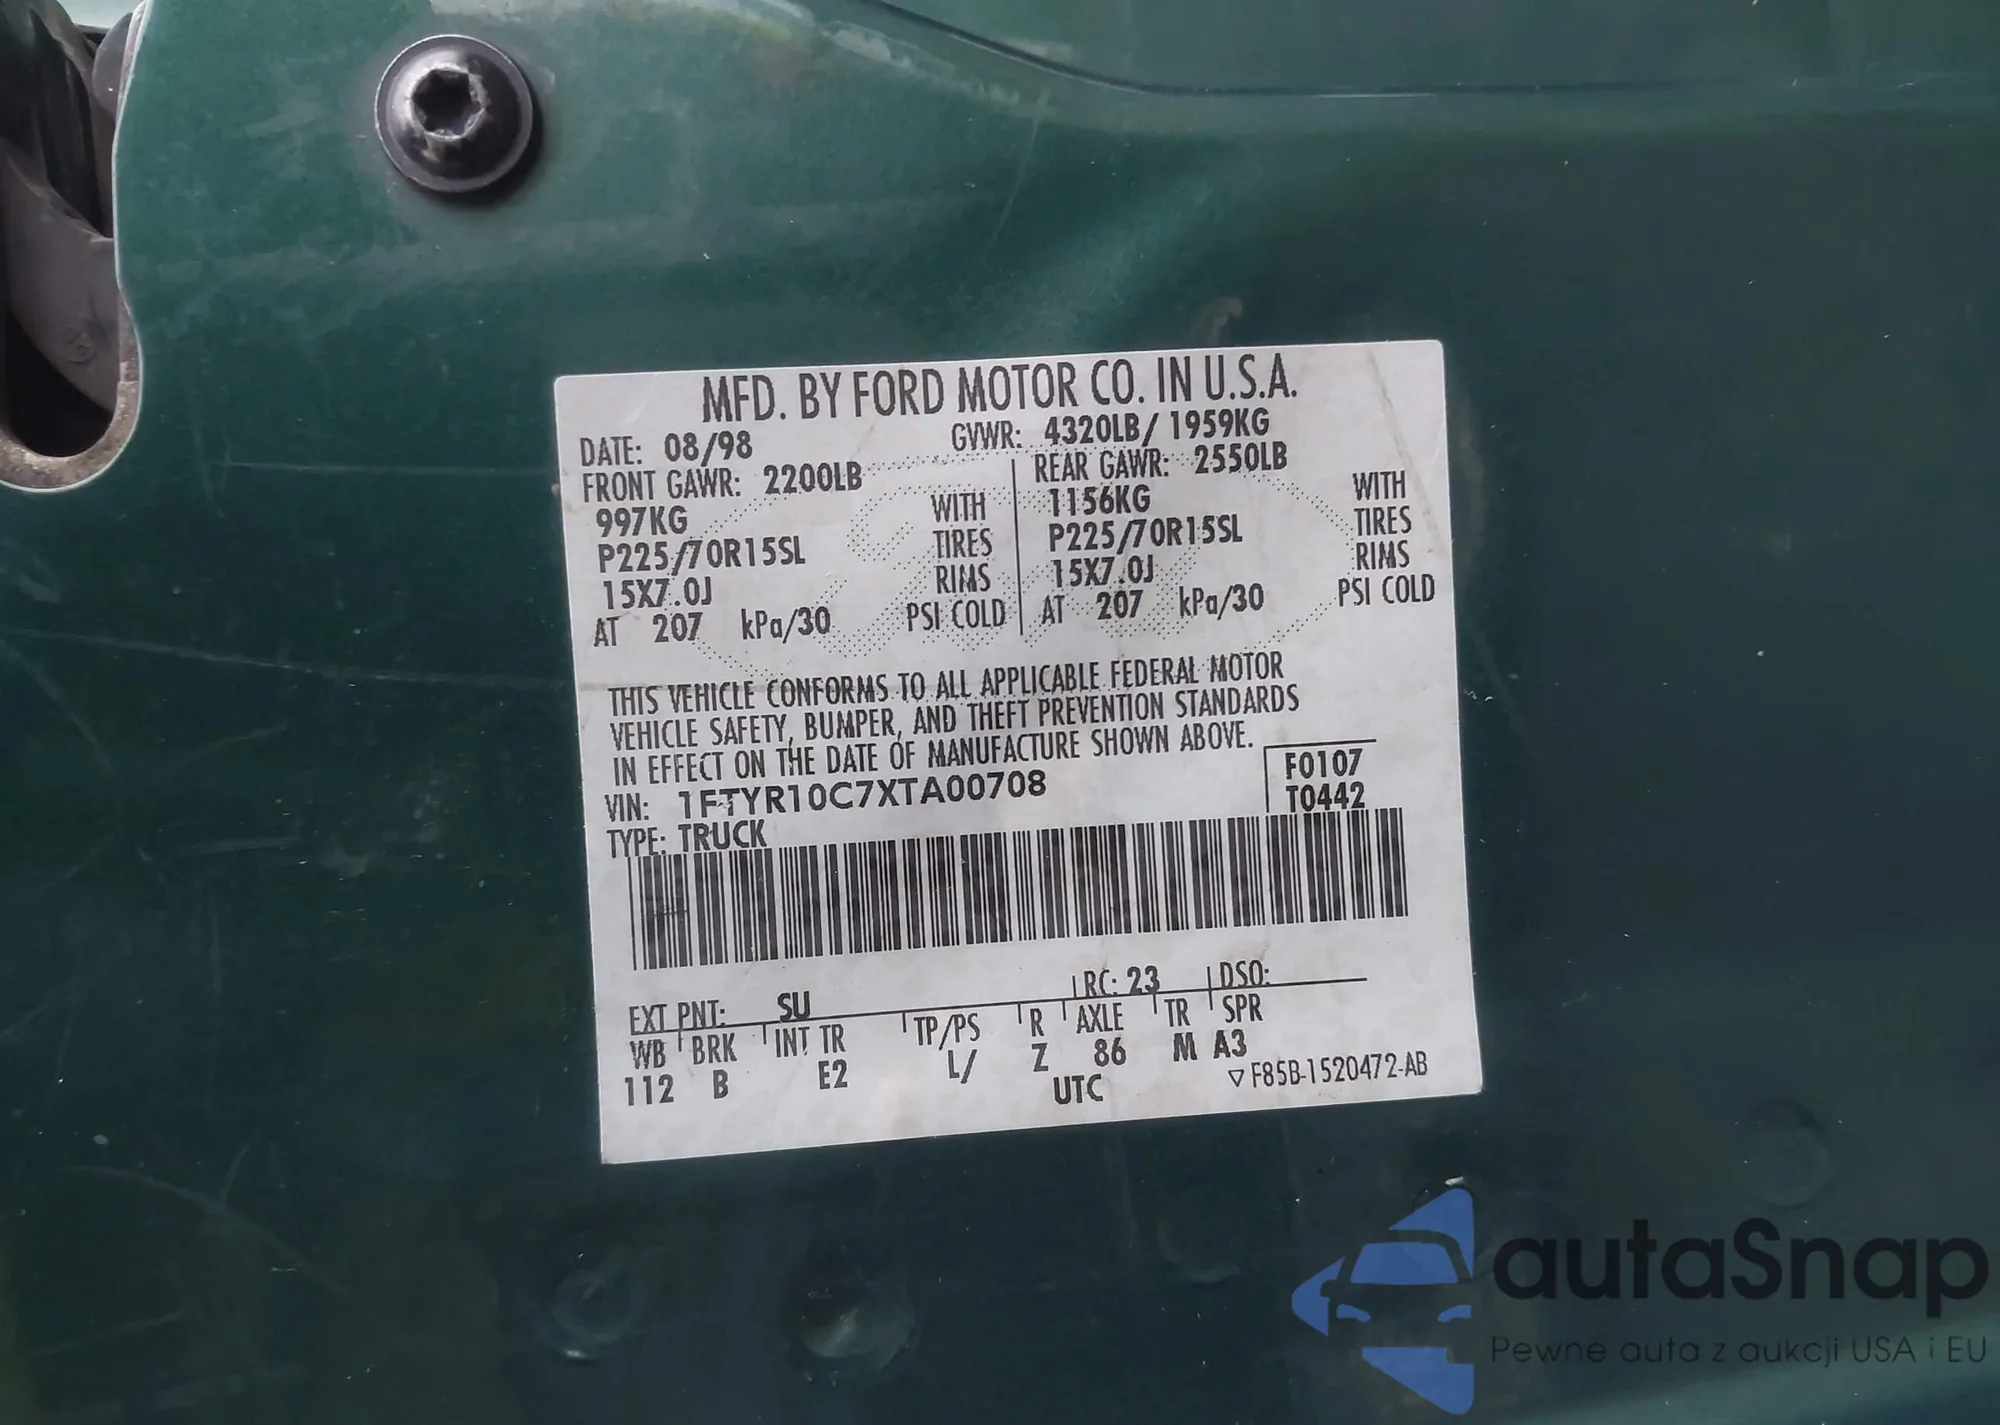 MFD. BY FORD MOTOR CO. IN U.S.A.
DATE: 08/98 GVWR: 4320LB/ 1959KG
FRONT GAWR: 2200LB REAR GAWR: 2550LB
997KG WITH 1156KG WITH
P225/70R15SL TIRES P225/70R15SL TIRES
15X7.0J RIMS 15X7.0J RIMS
AT 207 kPa/30 PSI COLD AT 207 kPa/30 PSI COLD
THIS VEHICLE CONFORMS TO ALL APPLICABLE FEDERAL MOTOR
VEHICLE SAFETY, BUMPER, AND THEFT PREVENTION STANDARDS
IN EFFECT ON THE DATE OF MANUFACTURE SHOWN ABOVE.
F0107
VIN: 1FTYR10C7XTA00708 T0442
TYPE: TRUCK
EXT PNT: SU RC: 23 DSO:
WB BRK INT TR TP/PS R AXLE TR SPR
112 B E2 L/ Z 86 M A3
UTC ▽F85B-1520472-AB
autaSnap
Pewne auta z aukcji USA i EU